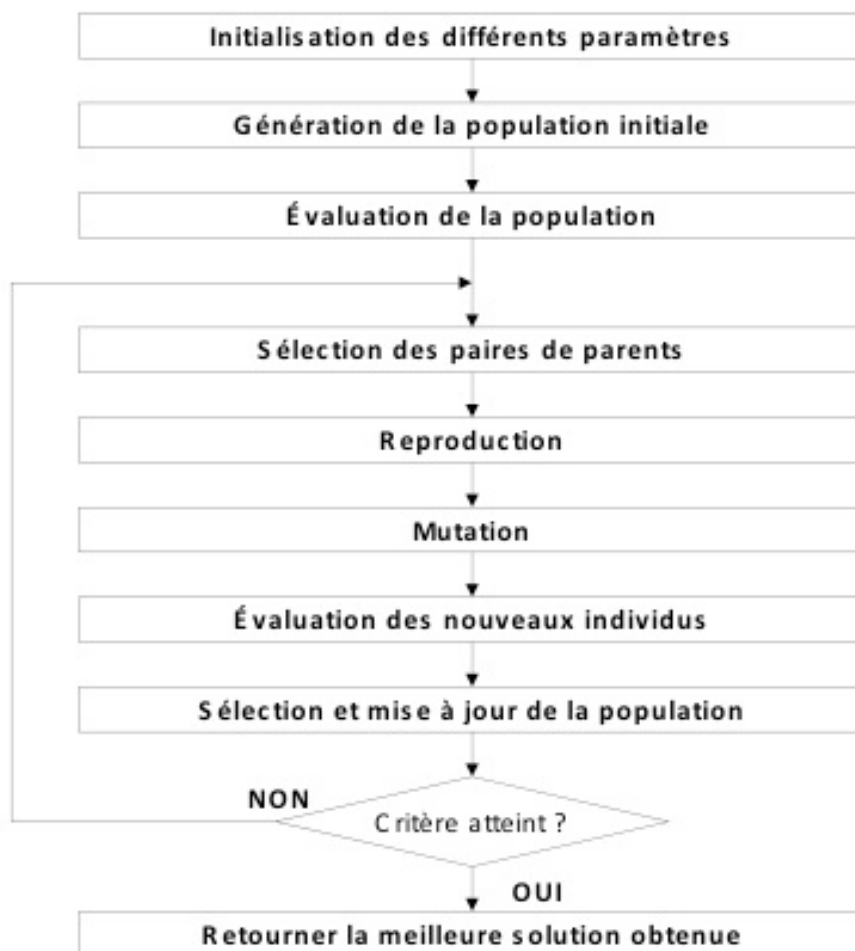 Initialisation des différents paramètres
Génération de la population initiale
Évaluation de la population
Sélection des paires de parents
Reproduction
Mutation
Évaluation des nouveaux individus
Sélection et mise à jour de la population
NON
Critère atteint ?
OUI
Retourner la meilleure solution obtenue